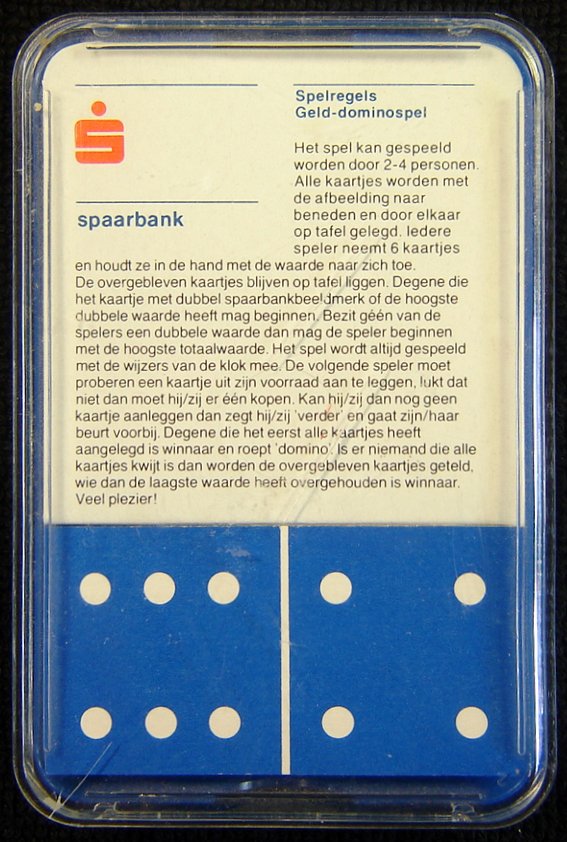 Spelregels
Geld-dominospel
spaarbank
Het spel kan gespeeld
worden door 2-4 personen.
Alle kaartjes worden met
de afbeelding naar
beneden en door elkaar
op tafel gelegd. Iedere
speler neemt 6 kaartjes
en houdt ze in de hand met de waarde naar zich toe.
De overgebleven kaartjes blijven op tafel liggen. Degene die
het kaartje met dubbel spaarbankbeeldmerk of de hoogste
dubbele waarde heeft mag beginnen. Bezit géén van de
spelers een dubbele waarde dan mag de speler beginnen
met de hoogste totaalwaarde. Het spel wordt altijd gespeeld
met de wijzers van de klok mee. De volgende speler moet
proberen een kaartje uit zijn voorraad aan te leggen, lukt dat
niet dan moet hij/zij er één kopen. Kan hij/zij dan nog geen
kaartje aanleggen dan zegt hij/zij 'verder' en gaat zijn/haar
beurt voorbij. Degene die het eerst alle kaartjes heeft
aangelegd is winnaar en roept 'domino'. Is er niemand die alle
kaartjes kwijt is dan worden de overgebleven kaartjes geteld,
wie dan de laagste waarde heeft overgehouden is winnaar.
Veel plezier!